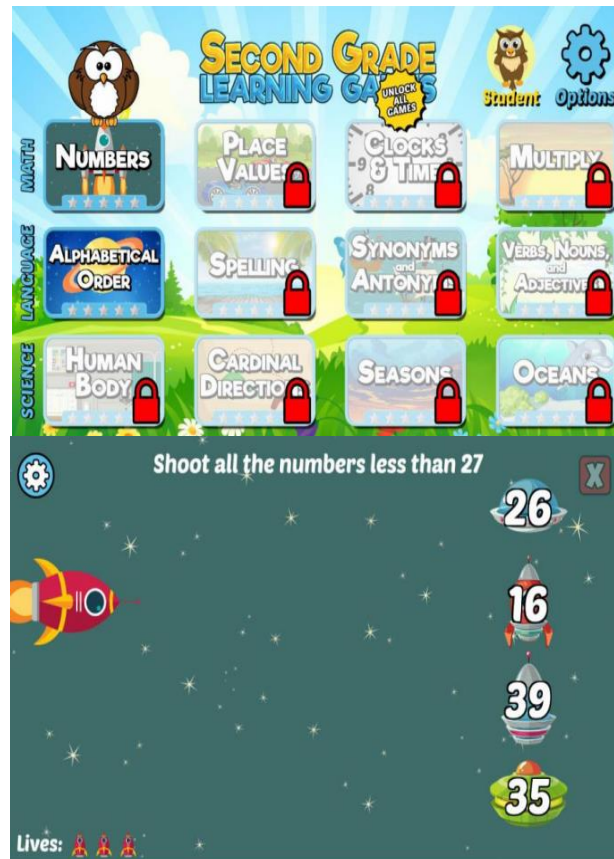 SECOND GRADE
LEARNING GAMES
UNLOCK
ALL
GAMES
Student
Options
MATH
NUMBERS
PLACE
VALUES
9
8
CLOCKS
& TIME
MULTIPLY
LANGUAGE
ALPHABETICAL
ORDER
SPELLING
SYNONYMS
and
ANTONYMS
VERBS, NOUNS,
and
ADJECTIVES
SCIENCE
HUMAN
BODY
CARDINAL
DIRECTIONS
SEASONS
OCEANS
Shoot all the numbers less than 27
X
26
16
39
35
Lives: